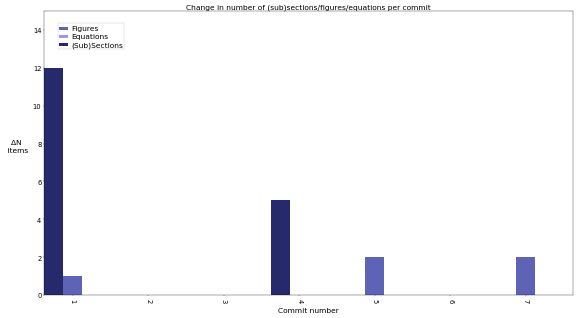 Change in number of (sub)sections/figures/equations per commit
Figures
Equations
(Sub)Sections
ΔN
items
14
12
10
8
6
4
2
0
1
2
3
4
5
6
7
Commit number